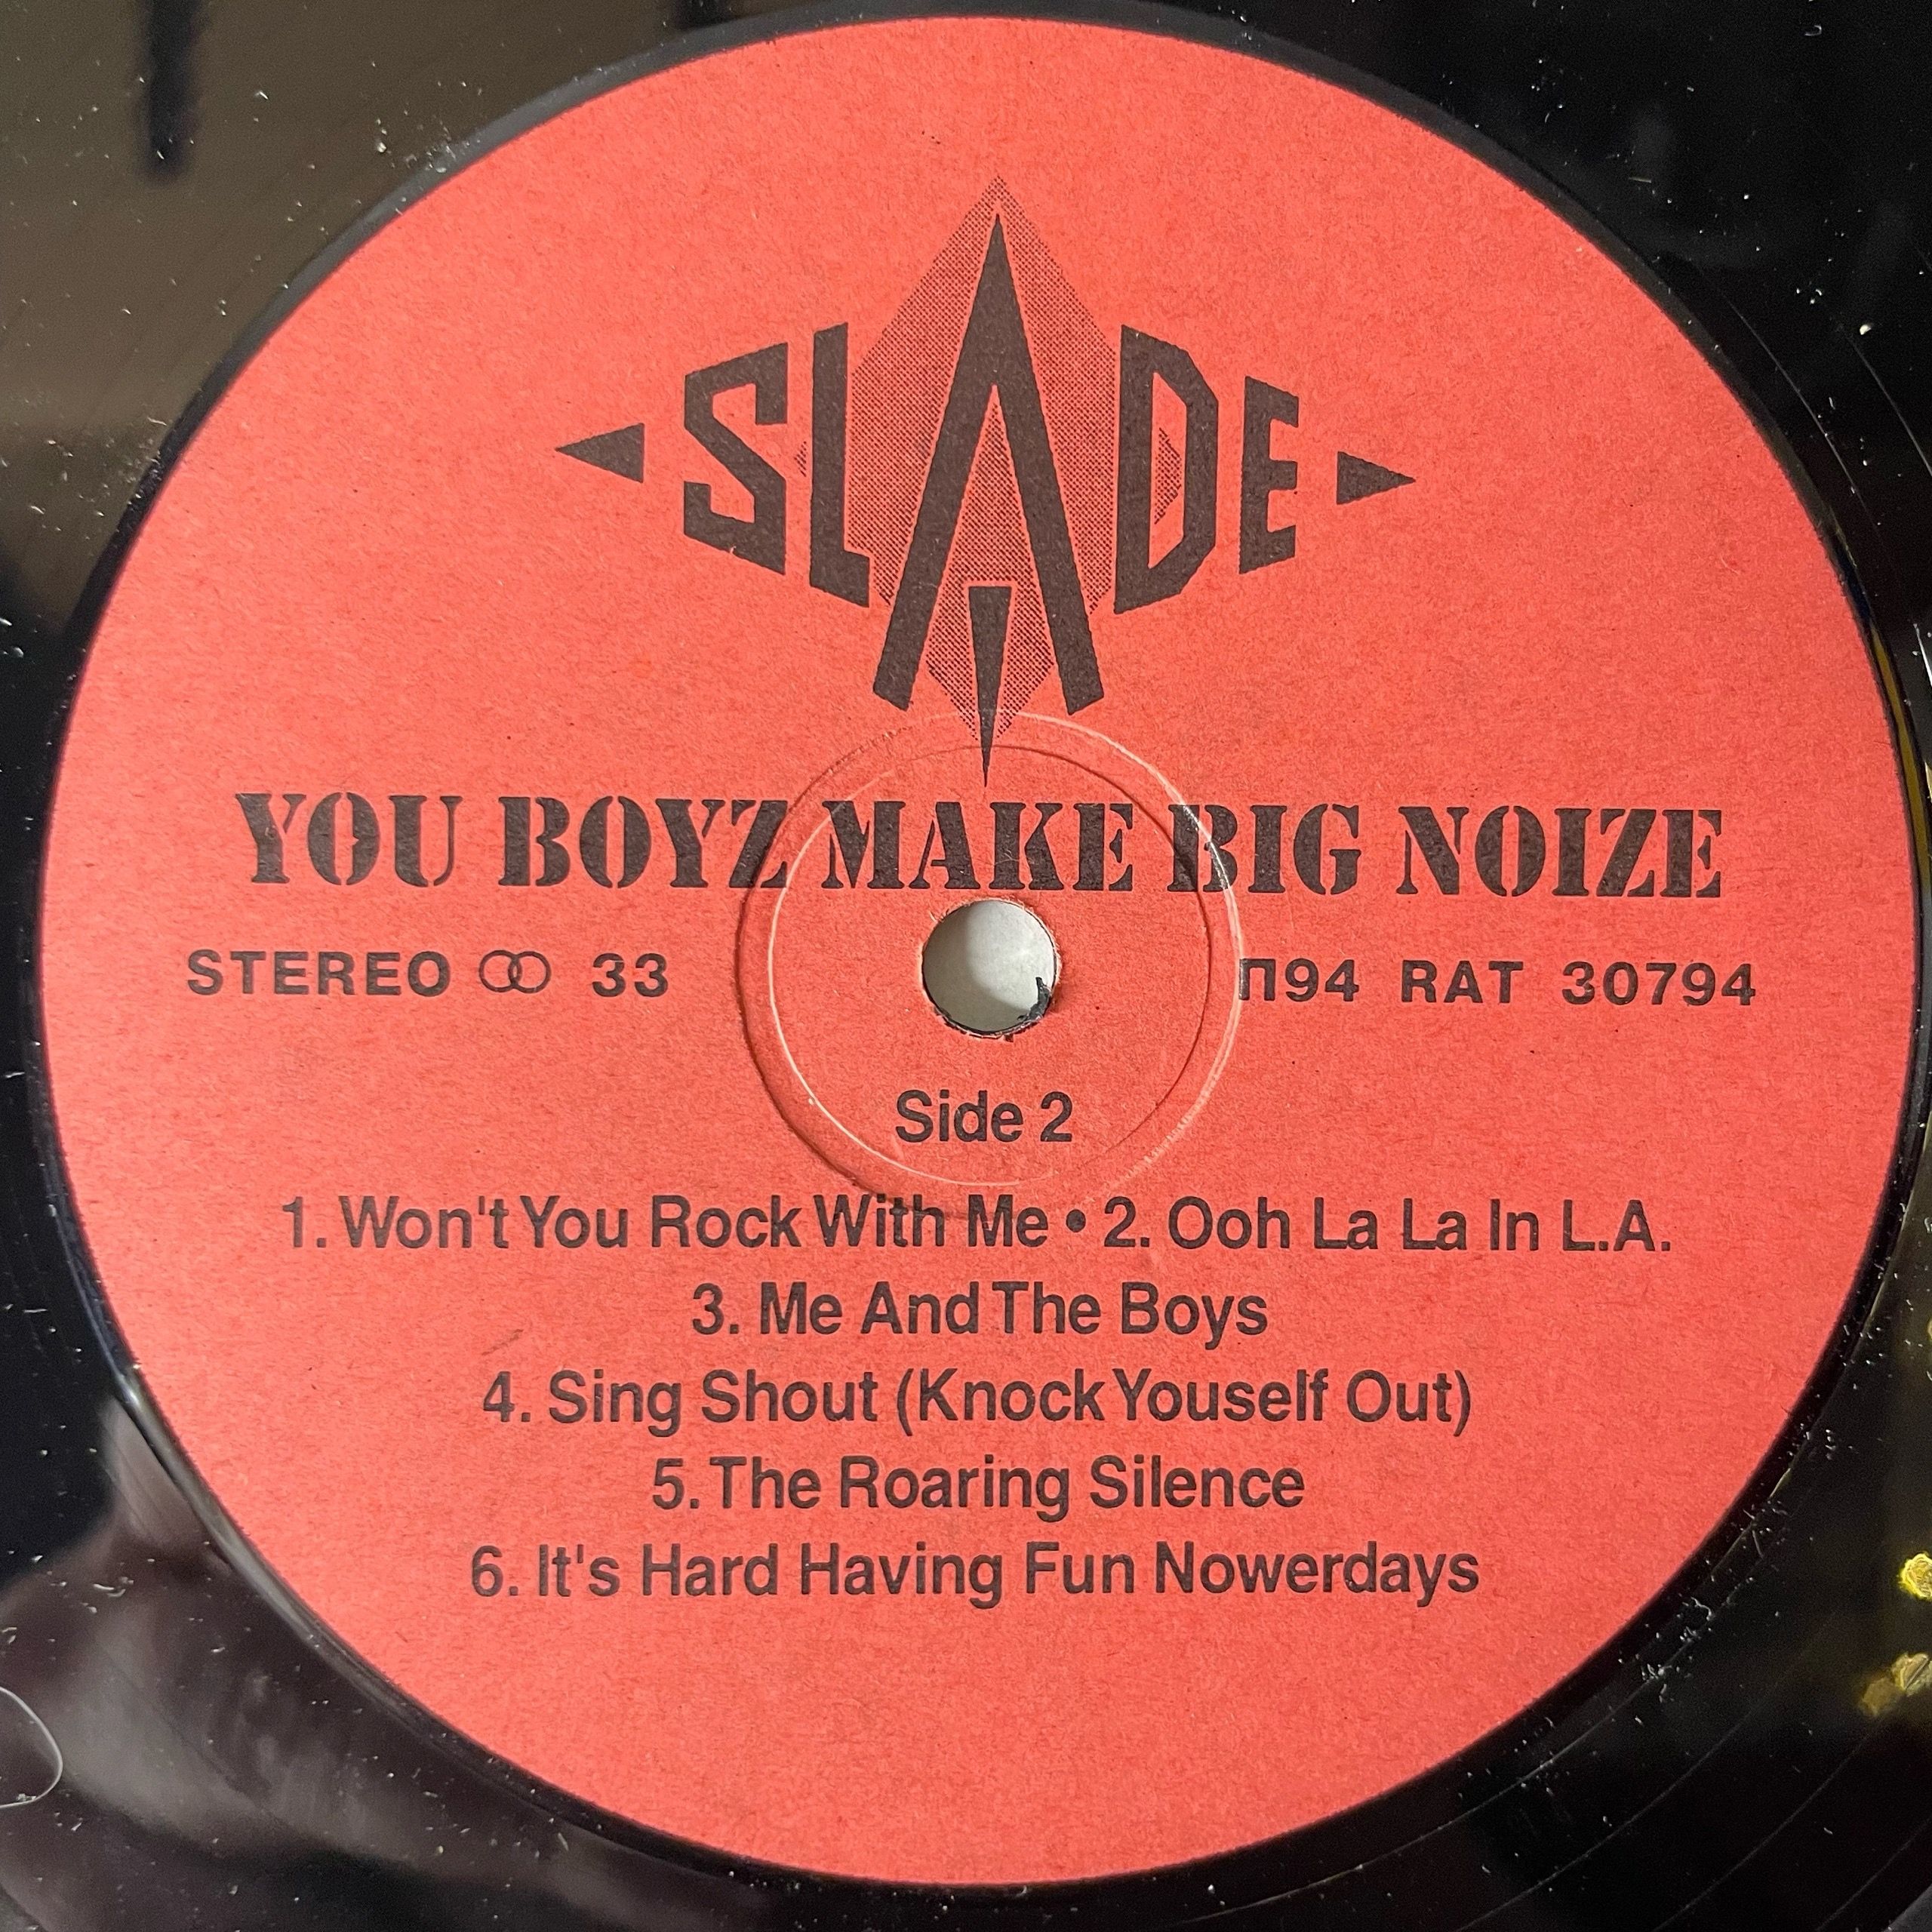 SLADE
YOU BOYZ MAKE BIG NOIZE
STEREO 33 П94 RAT 30794
Side 2
1. Won't You Rock With Me • 2. Ooh La La In L.A.
3. Me And The Boys
4. Sing Shout (Knock Youself Out)
5. The Roaring Silence
6. It's Hard Having Fun Nowerdays